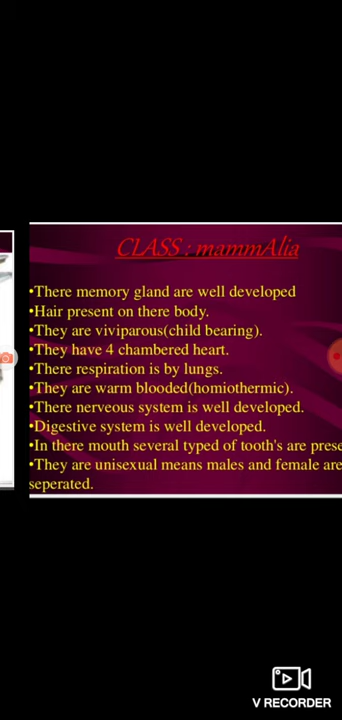 CLASS : mammAlia
•There memory gland are well developed
•Hair present on there body.
•They are viviparous(child bearing).
•They have 4 chambered heart.
•There respiration is by lungs.
•They are warm blooded(homiothermic).
•There nerveous system is well developed.
•Digestive system is well developed.
•In there mouth several typed of tooth's are prese
•They are unisexual means males and female are
seperated.
V RECORDER